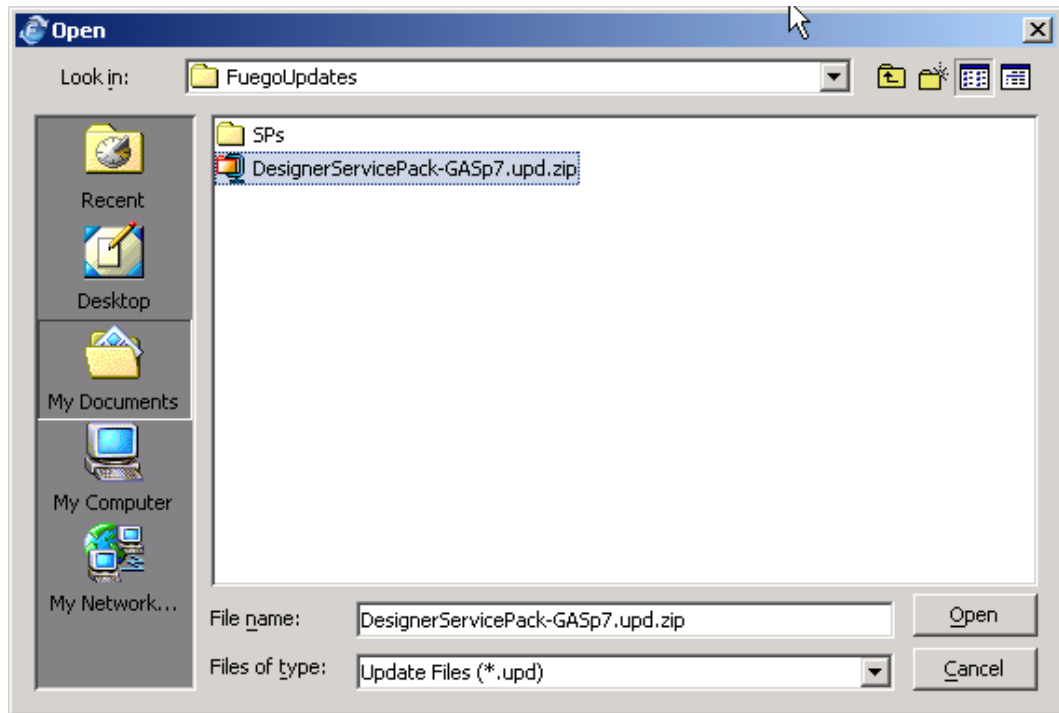 Open
Look in:
FuegoUpdates
SPs
DesignerServicePack-GASp7.upd.zip
Recent
Desktop
My Documents
My Computer
My Network...
File name:
DesignerServicePack-GASp7.upd.zip
Open
Files of type:
Update Files (*.upd)
Cancel